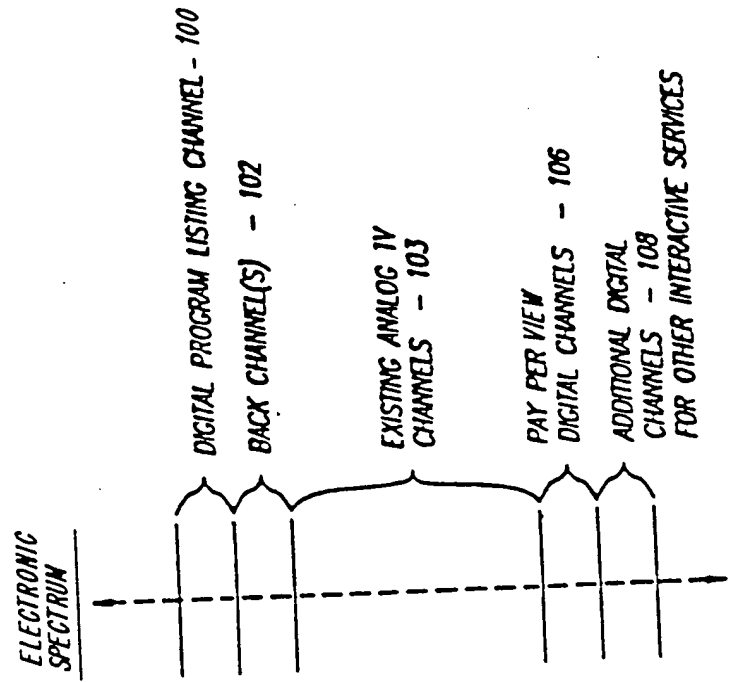 ELECTRONIC
SPECTRUM
DIGITAL PROGRAM LISTING CHANNEL - 100
BACK CHANNEL(S) - 102
EXISTING ANALOG TV
CHANNELS - 103
PAY PER VIEW
DIGITAL CHANNELS - 106
ADDITIONAL DIGITAL
CHANNELS - 108
FOR OTHER INTERACTIVE SERVICES